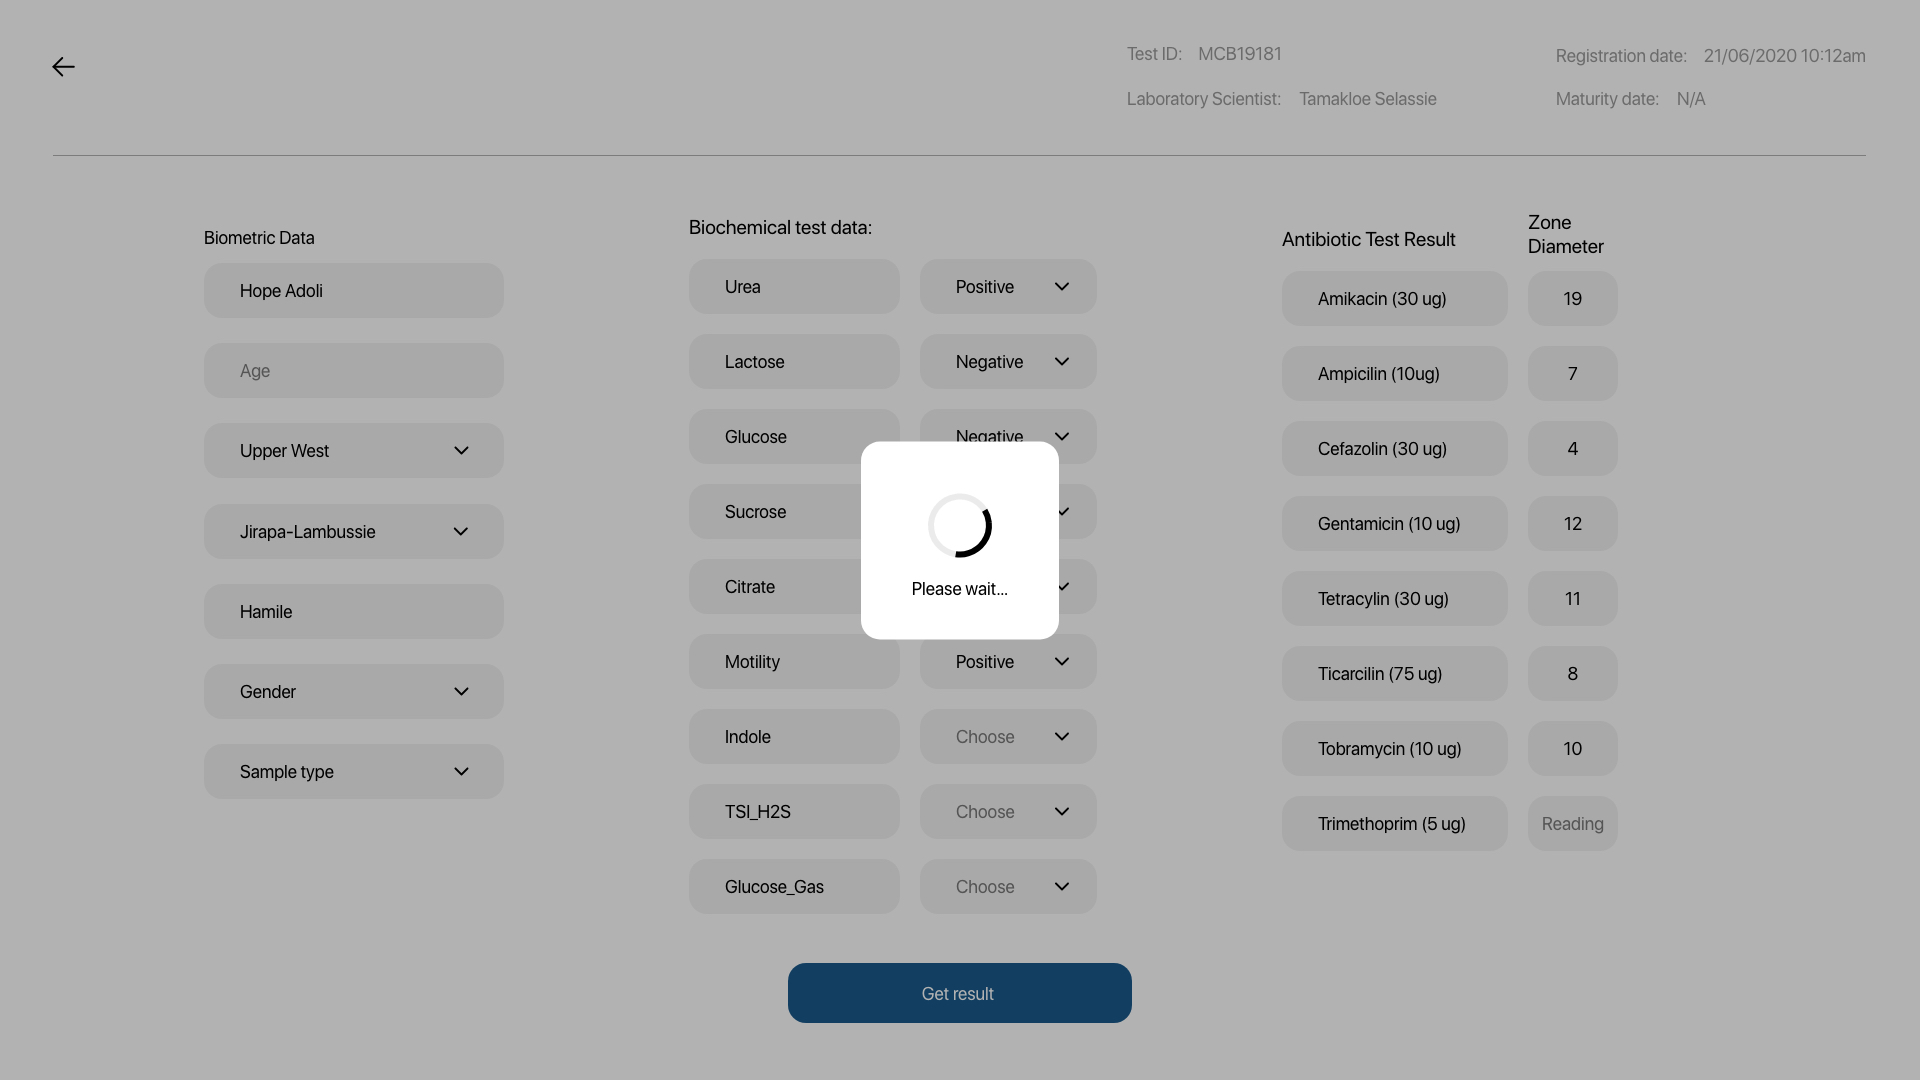 Test ID: MCB19181
Registration date: 21/06/2020 10:12am
Laboratory Scientist: Tamakloe Selassie
Maturity date: N/A
Biometric Data
Hope Adoli
Age
Upper West
Jirapa-Lambussie
Hamile
Gender
Sample type
Biochemical test data:
Urea Positive
Lactose Negative
Glucose Negative
Sucrose
Citrate
Motility Positive
Indole Choose
TSI_H2S Choose
Glucose_Gas Choose
Please wait...
Antibiotic Test Result
Zone
Diameter
Amikacin (30 ug) 19
Ampicilin (10ug) 7
Cefazolin (30 ug) 4
Gentamicin (10 ug) 12
Tetracylin (30 ug) 11
Ticarcilin (75 ug) 8
Tobramycin (10 ug) 10
Trimethoprim (5 ug) Reading
Get result